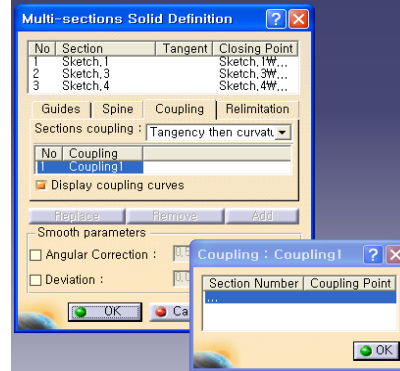 Multi-sections Solid Definition
No Section Tangent Closing Point
1 Sketch.1 Sketch.1₩...
2 Sketch.3 Sketch.3₩...
3 Sketch.4 Sketch.4₩...
Guides Spine Coupling Relimitation
Sections coupling : Tangency then curvatu
No Coupling
1 Coupling1
Display coupling curves
Replace Remove Add
Smooth parameters
Angular Correction :
Deviation :
OK
Coupling : Coupling1
Section Number Coupling Point
...
OK